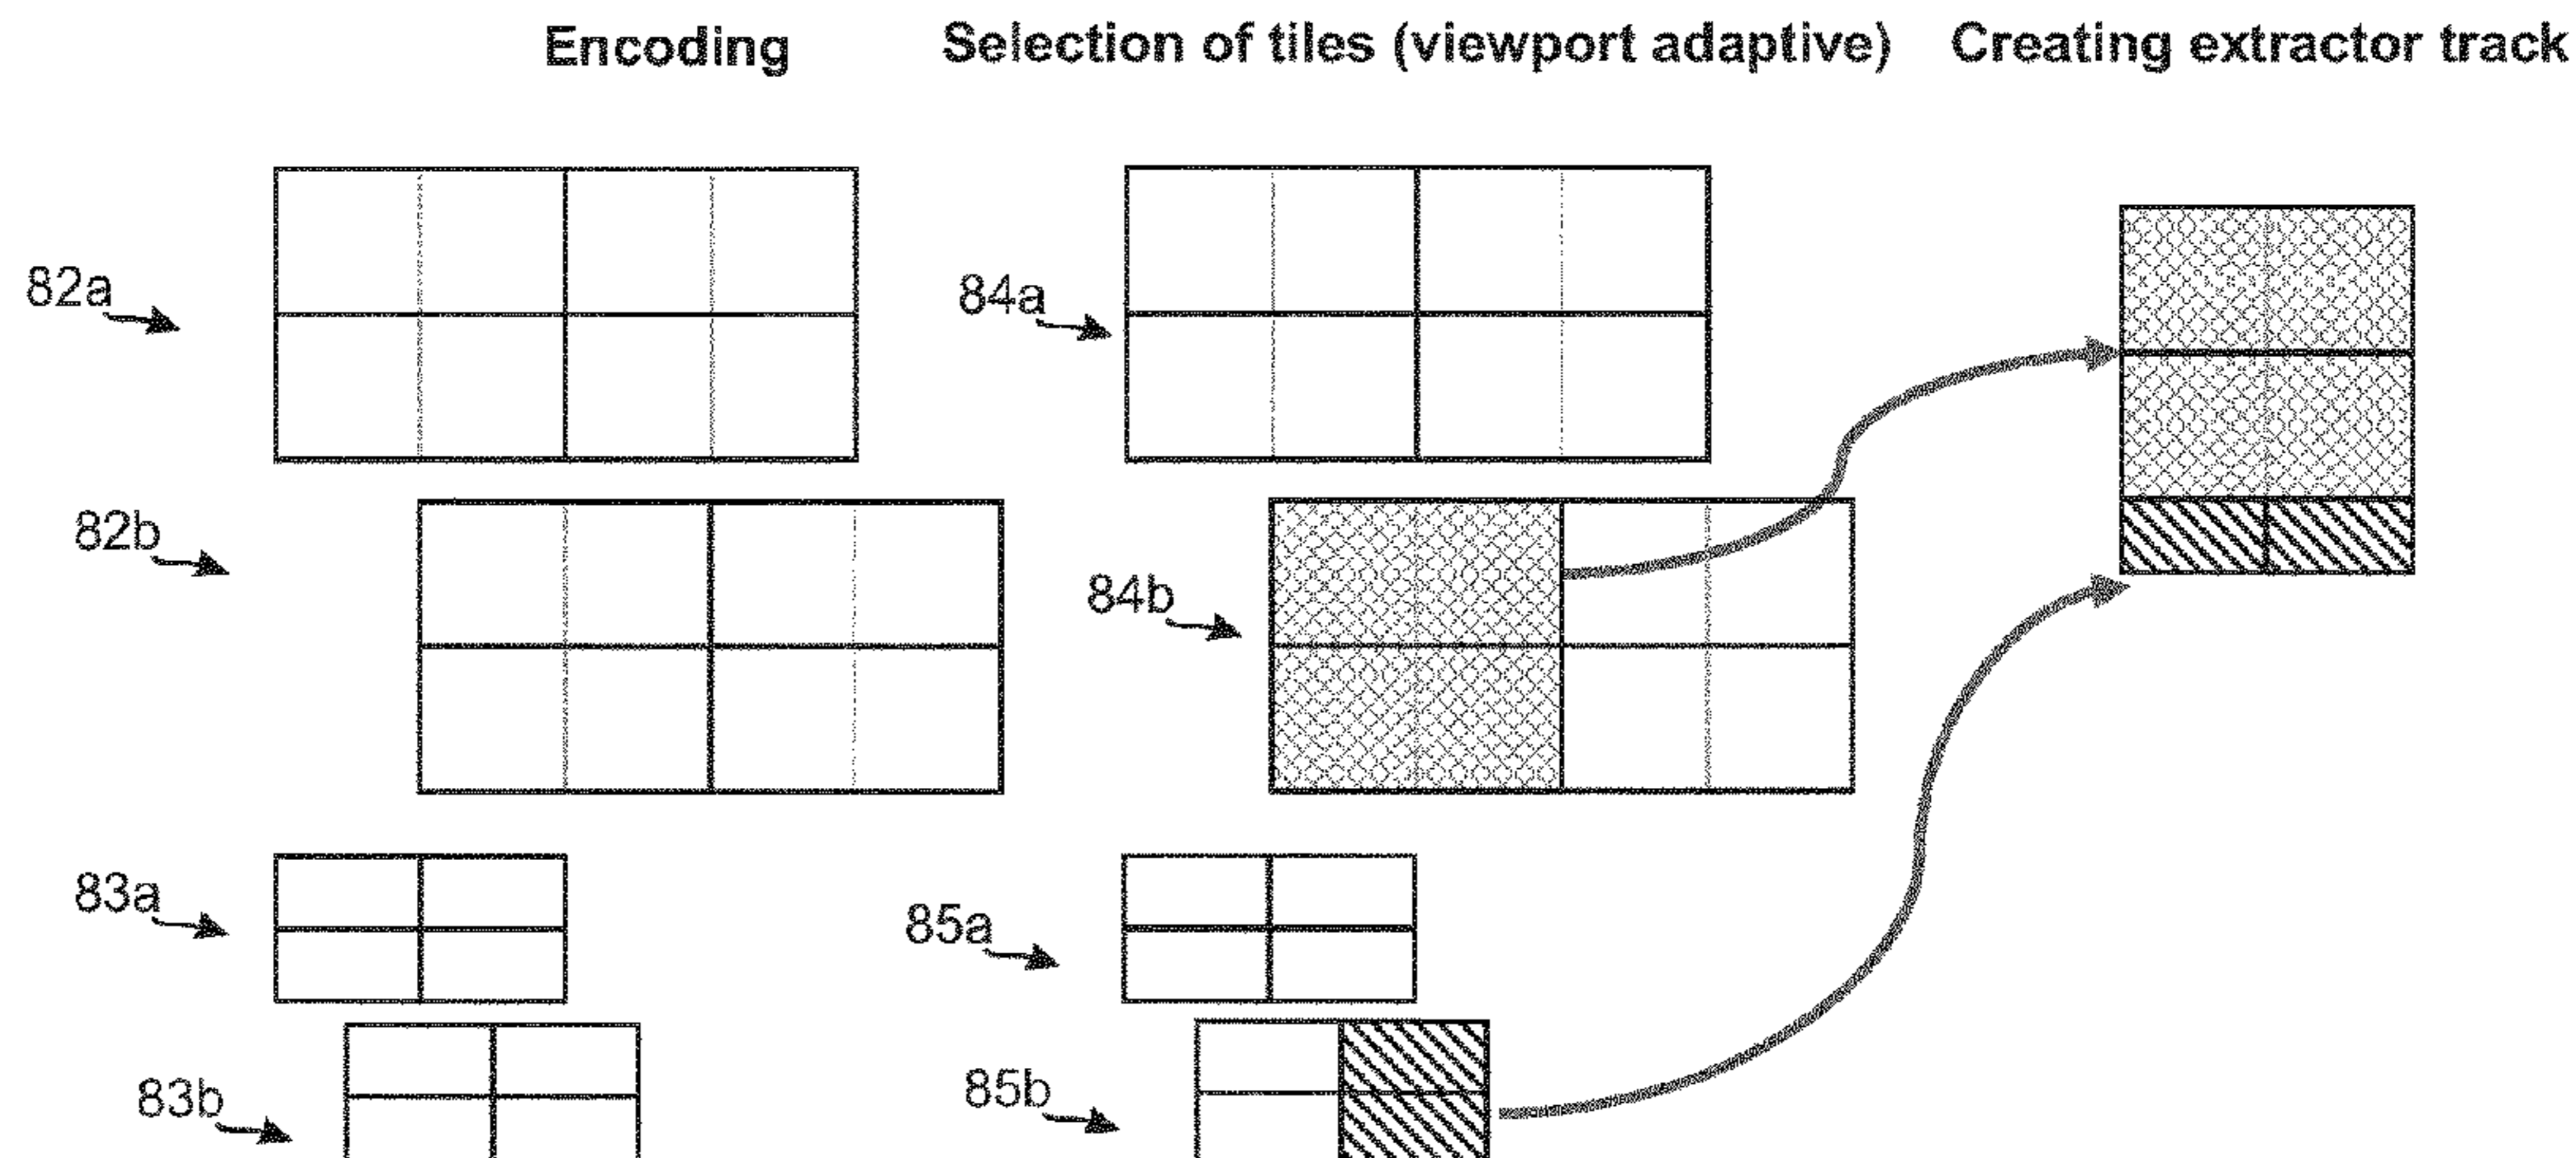 Encoding
Selection of tiles (viewport adaptive)
Creating extractor track
82a
84a
82b
84b
83a
85a
83b
85b